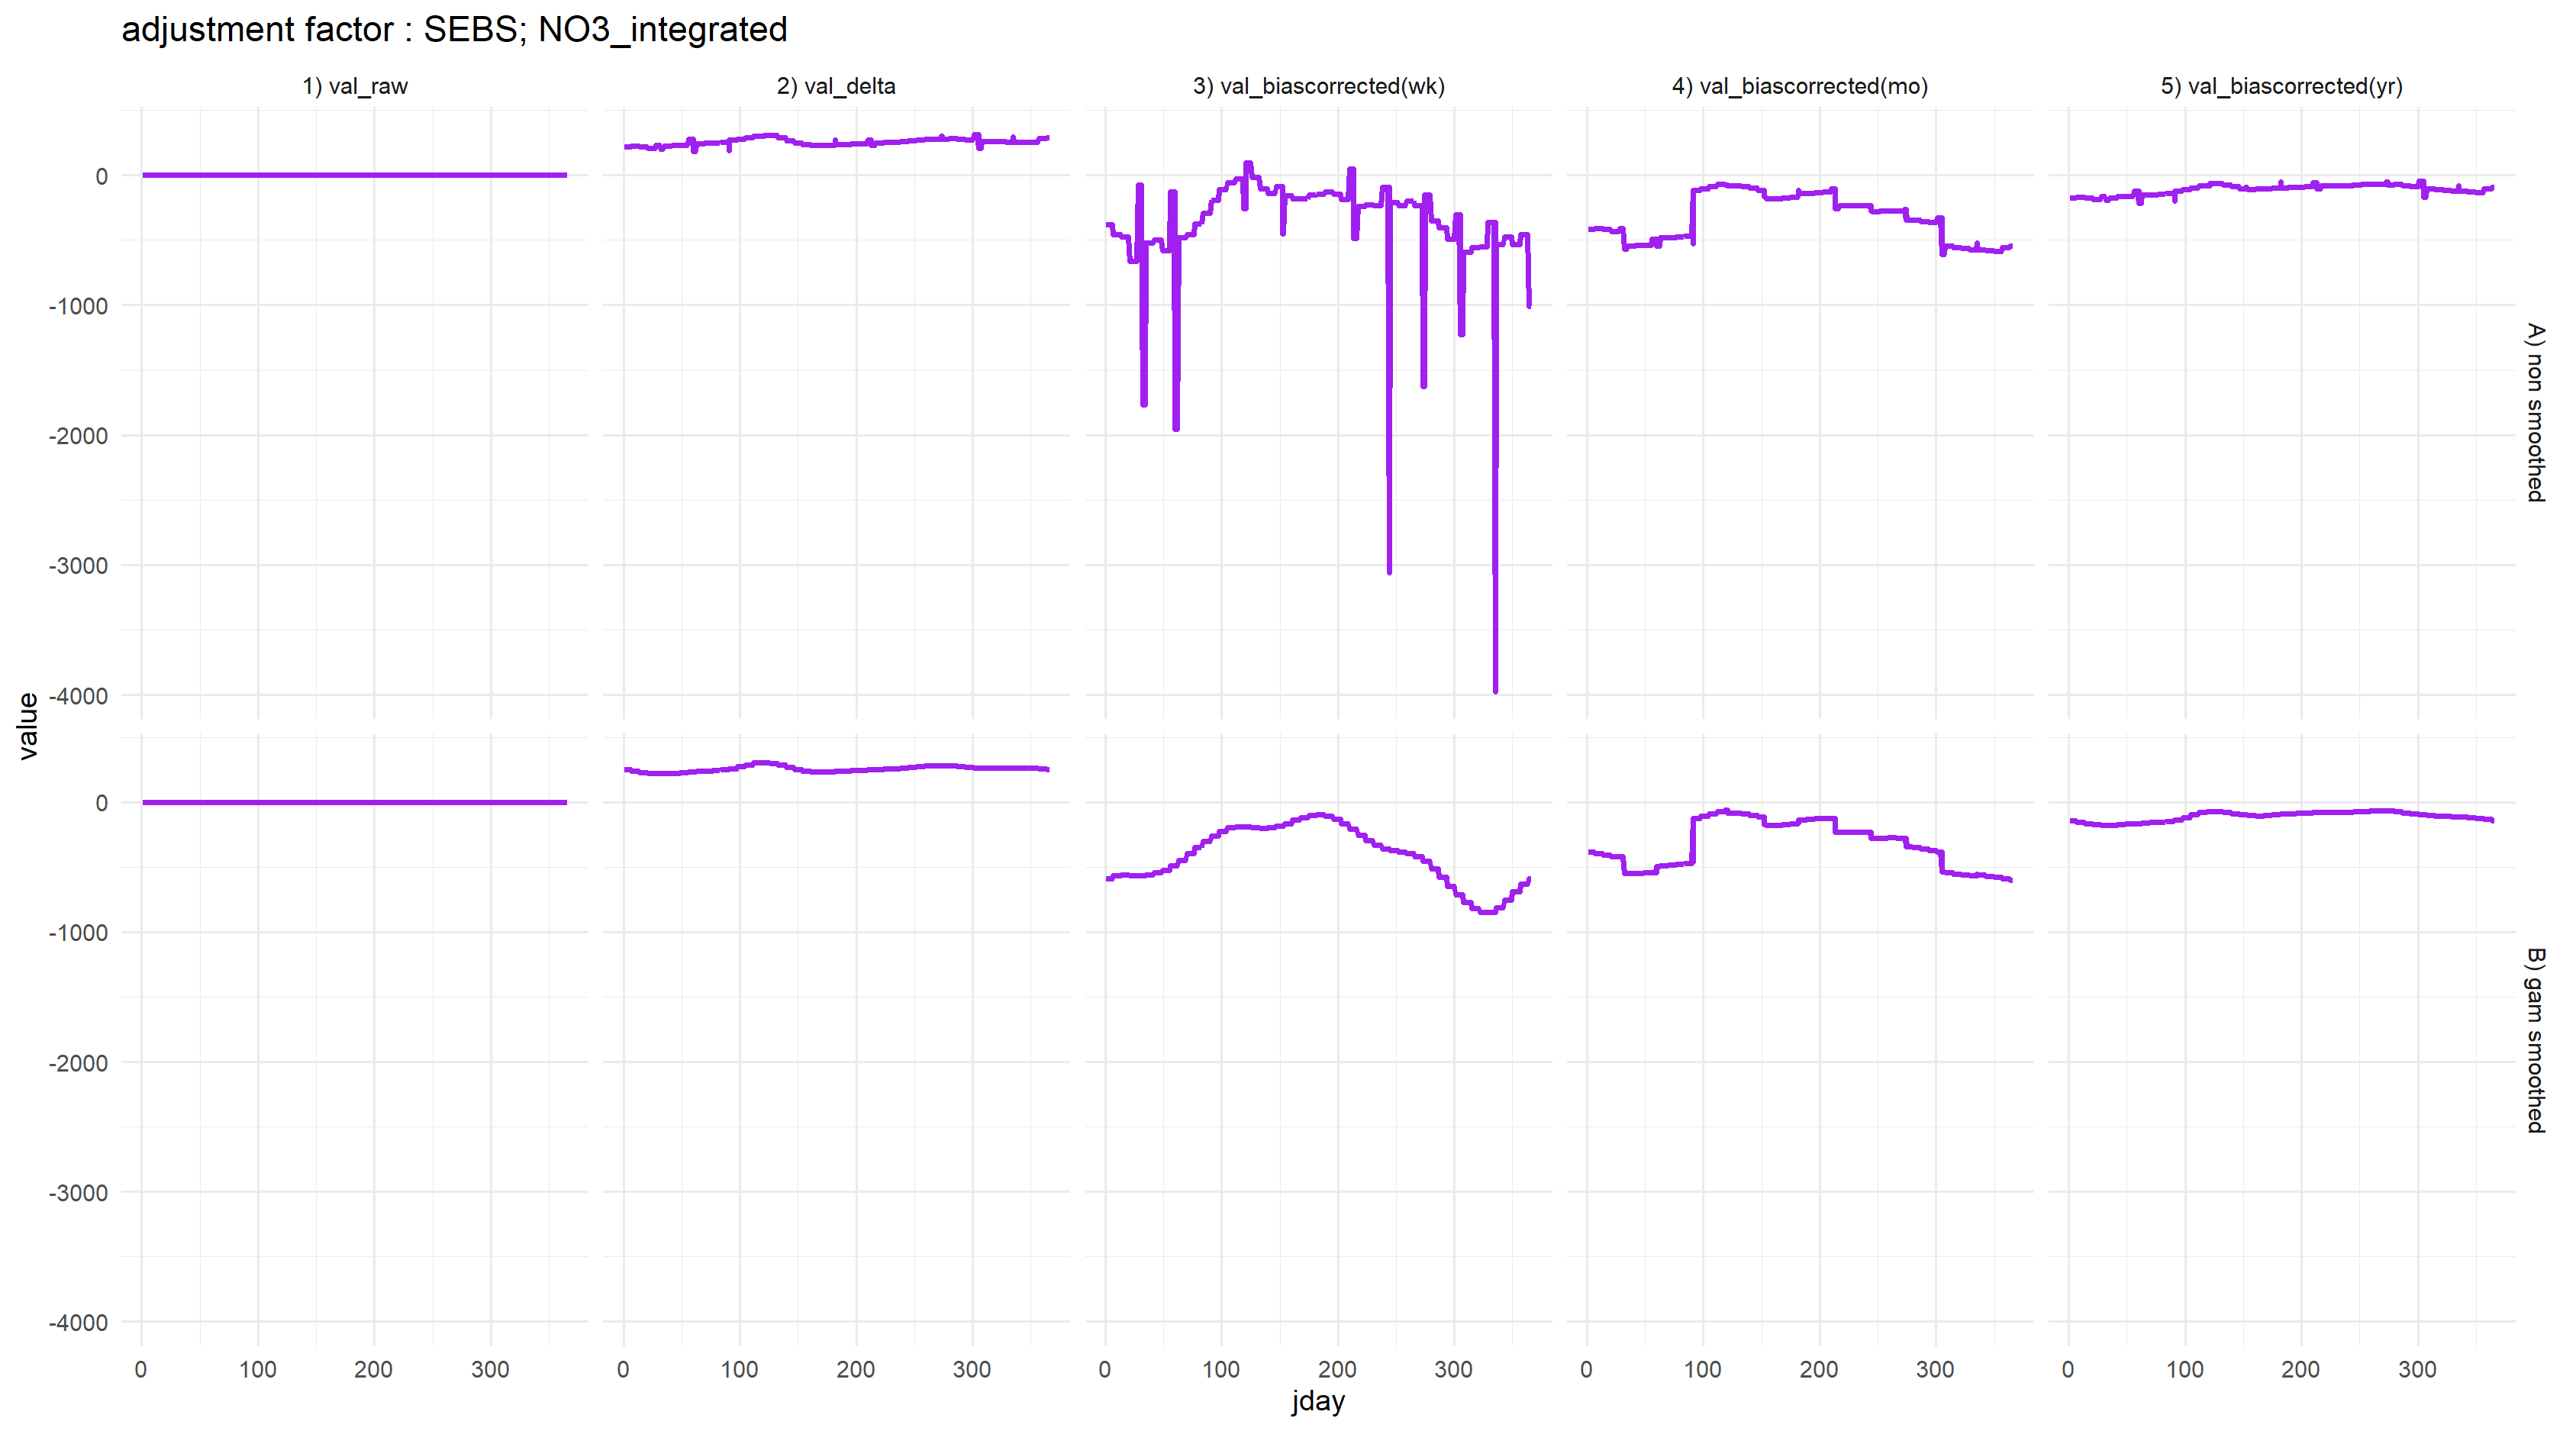 adjustment factor : SEBS; NO3_integrated
1) val_raw
2) val_delta
3) val_biascorrected(wk)
4) val_biascorrected(mo)
5) val_biascorrected(yr)
0
-1000
-2000
-3000
-4000
A) non smoothed
value
0
-1000
-2000
-3000
-4000
B) gam smoothed
0 100 200 300
0 100 200 300
0 100 200 300
0 100 200 300
0 100 200 300
jday